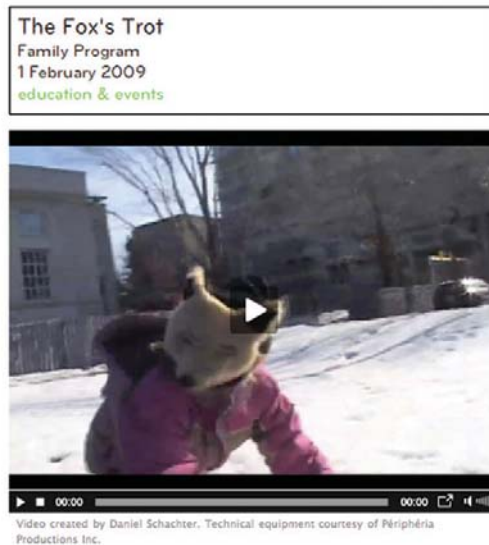 The Fox's Trot
Family Program
1 February 2009
education & events
00:00
00:00
Video created by Daniel Schachter. Technical equipment courtesy of Périphéria
Productions Inc.